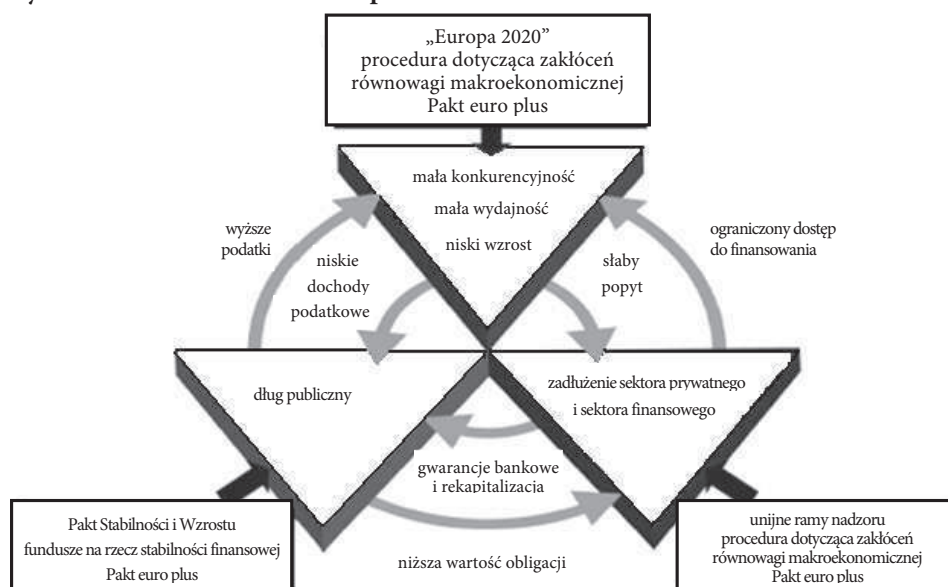 „Europa 2020”
procedura dotycząca zakłóceń
równowagi makroekonomicznej
Pakt euro plus
mała konkurencyjność
mała wydajność
niski wzrost
wyższe
podatki
niskie
dochody
podatkowe
słaby
popyt
ograniczony dostęp
do finansowania
dług publiczny
zadłużenie sektora prywatnego
i sektora finansowego
gwarancje bankowe
i rekapitalizacja
Pakt Stabilności i Wzrostu
fundusze na rzecz stabilności finansowej
Pakt euro plus
niższa wartość obligacji
unijne ramy nadzoru
procedura dotycząca zakłóceń
równowagi makroekonomicznej
Pakt euro plus